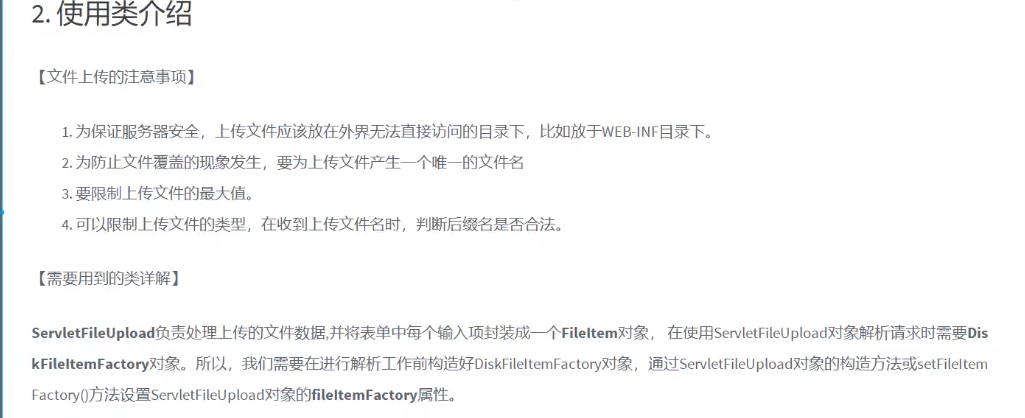 2. 使用类介绍
【文件上传的注意事项】
1. 为保证服务器安全，上传文件应该放在外界无法直接访问的目录下，比如放于WEB-INF目录下。
2. 为防止文件覆盖的现象发生，要为上传文件产生一个唯一的文件名
3. 要限制上传文件的最大值。
4. 可以限制上传文件的类型，在收到上传文件名时，判断后缀名是否合法。
【需要用到的类详解】
ServletFileUpload负责处理上传的文件数据,并将表单中每个输入项封装成一个FileItem对象， 在使用ServletFileUpload对象解析请求时需要Dis
kFileItemFactory对象。所以，我们需要在进行解析工作前构造好DiskFileItemFactory对象，通过ServletFileUpload对象的构造方法或setFileItem
Factory()方法设置ServletFileUpload对象的fileItemFactory属性。